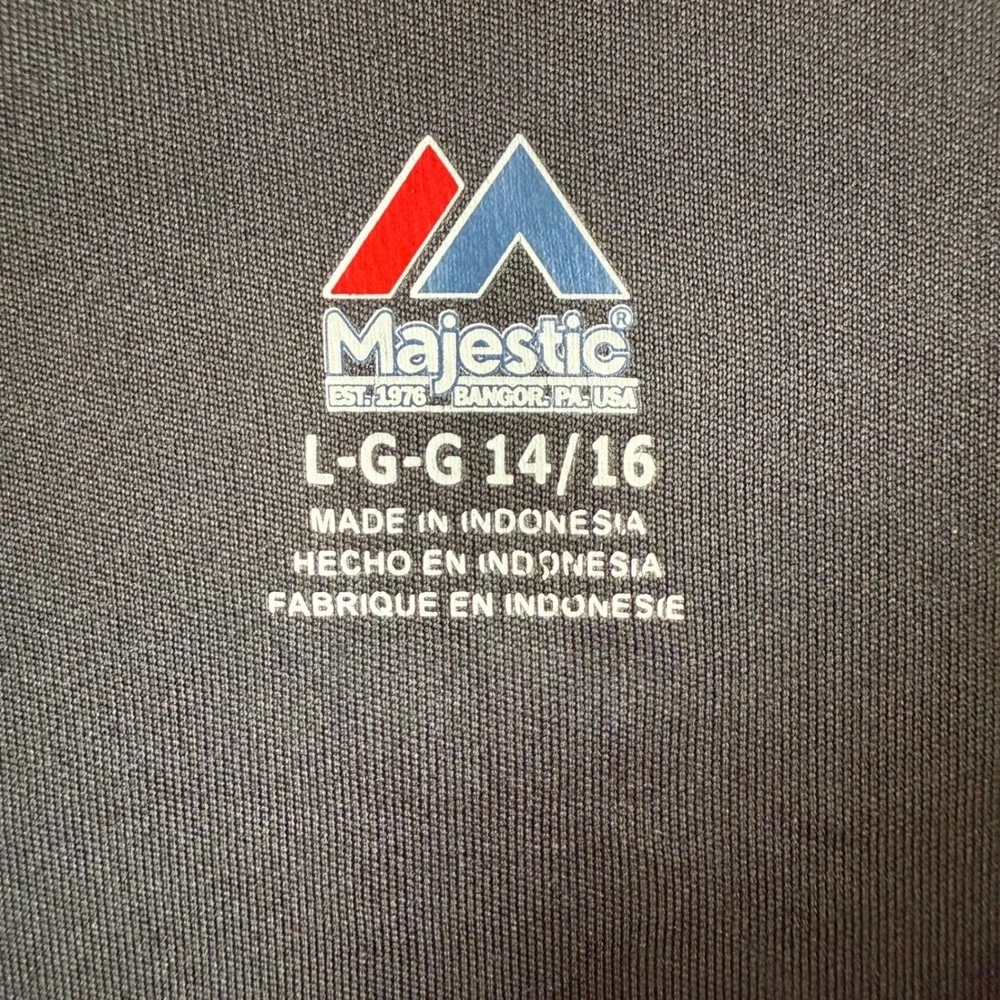 Majestic®
EST. 1976 BANGOR. PA. USA
L-G-G 14/16
MADE IN INDONESIA
HECHO EN INDONESIA
FABRIQUE EN INDONESIE